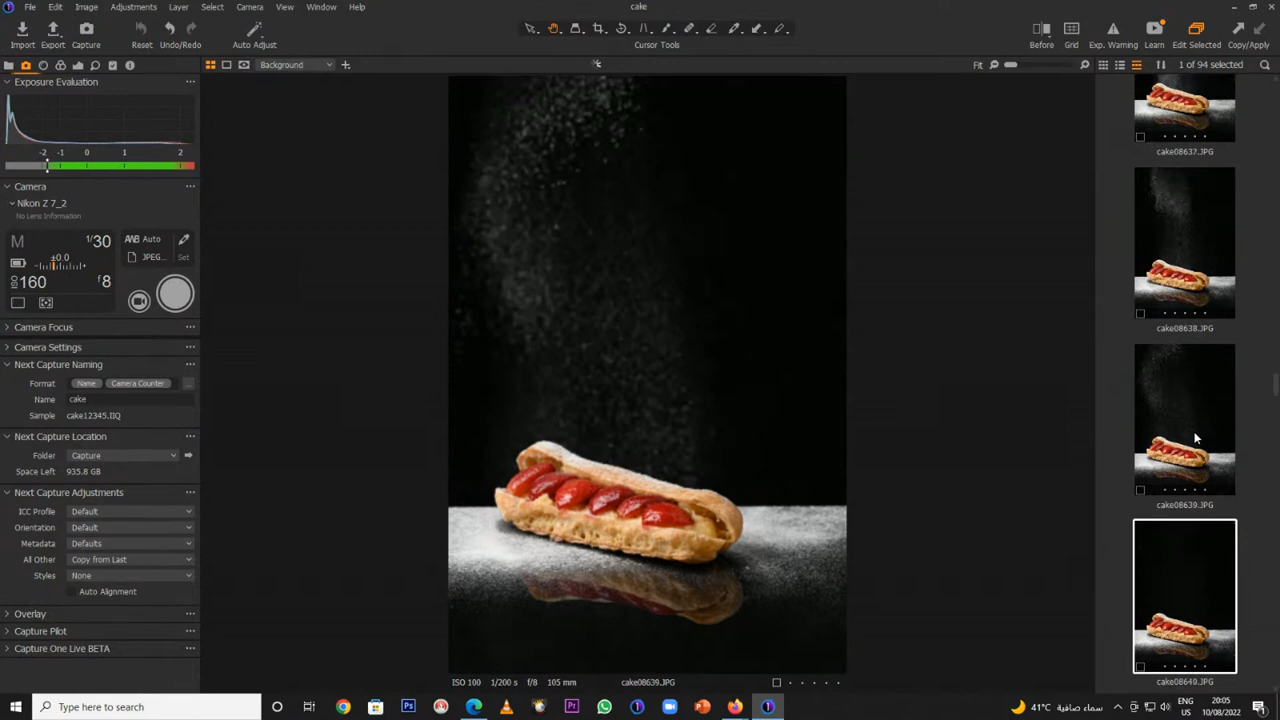 File Edit Image Adjustments Layer Select Camera View Window Help
cake
Import Export Capture Reset Undo/Redo Auto Adjust Cursor Tools Before Grid Exp. Warning Learn Edit Selected Copy/Apply
Background Fit 1 of 94 selected
Exposure Evaluation
-2 -1 0 1 2
Camera
Nikon Z 7_2
No Lens Information
M 1/30 AWB Auto
±0.0 JPEG... Set
ISO 160 f 8
Camera Focus
Camera Settings
Next Capture Naming
Format Name Camera Counter ...
Name cake
Sample cake12345.IIQ
Next Capture Location
Folder Capture
Space Left 935.8 GB
Next Capture Adjustments
ICC Profile Default
Orientation Default
Metadata Defaults
All Other Copy from Last
Styles None
Auto Alignment
Overlay
Capture Pilot
Capture One Live BETA
ISO 100 1/200 s f/8 105 mm cake08639.JPG
cake08637.JPG
cake08638.JPG
cake08639.JPG
cake08649.JPG
Type here to search
41°C سماء صافية
ENG
US
20:05
10/08/2022